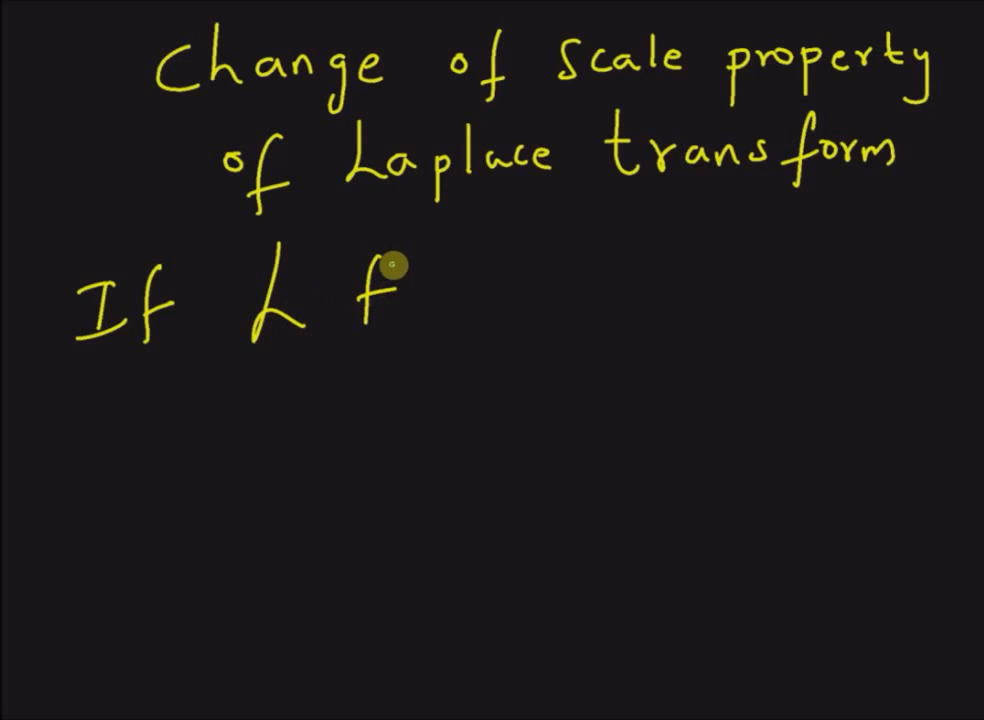 Change of scale property
of Laplace transform
If L f